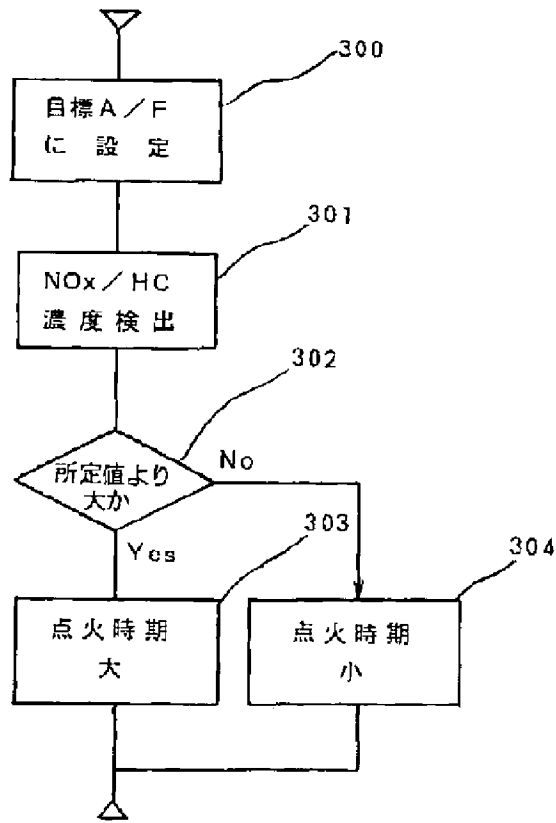 300
目標A/F
に設定
301
NOx/HC
濃度検出
302
所定値より
大か
No
Yes
303
点火時期
大
304
点火時期
小